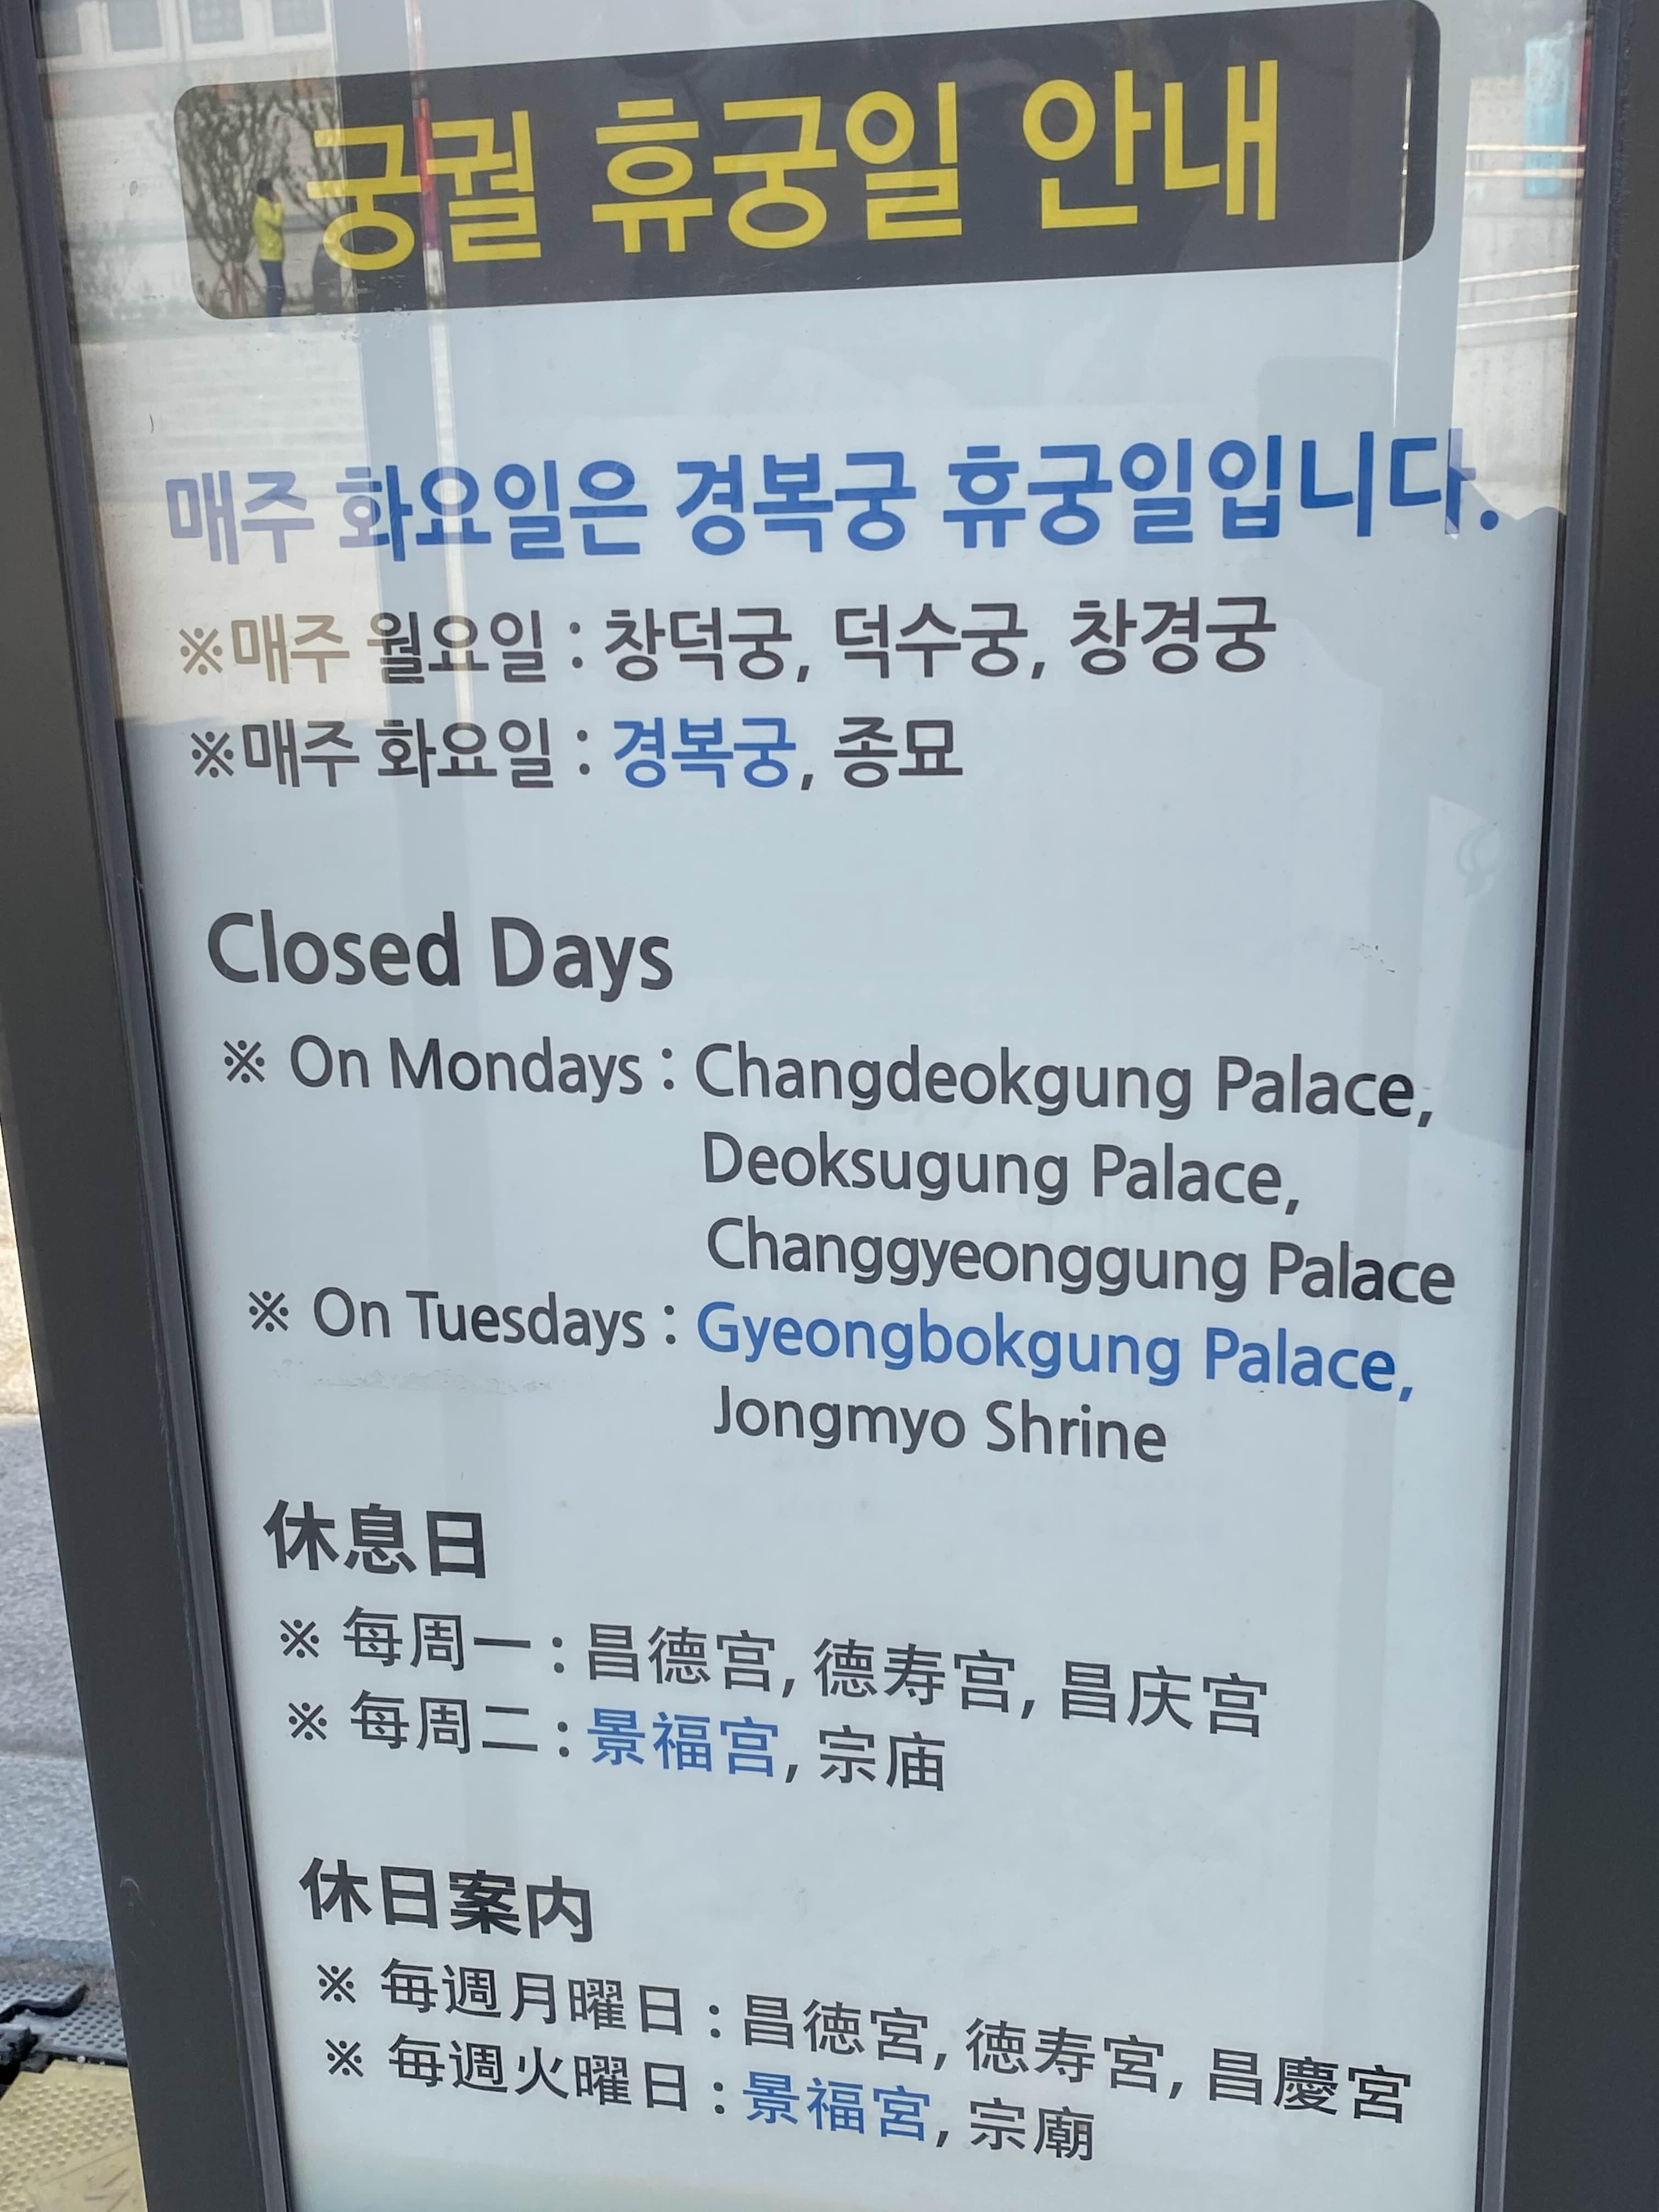 궁궐 휴궁일 안내
매주 화요일은 경복궁 휴궁일입니다.
※매주 월요일 : 창덕궁, 덕수궁, 창경궁
※매주 화요일 : 경복궁, 종묘
Closed Days
※ On Mondays : Changdeokgung Palace,
Deoksugung Palace,
Changgyeonggung Palace
※ On Tuesdays : Gyeongbokgung Palace,
Jongmyo Shrine
休息日
※ 每周一 : 昌德宫, 德寿宫, 昌庆宫
※ 每周二 : 景福宫, 宗庙
休日案内
※ 毎週月曜日 : 昌徳宮, 徳寿宮, 昌慶宮
※ 毎週火曜日 : 景福宮, 宗廟